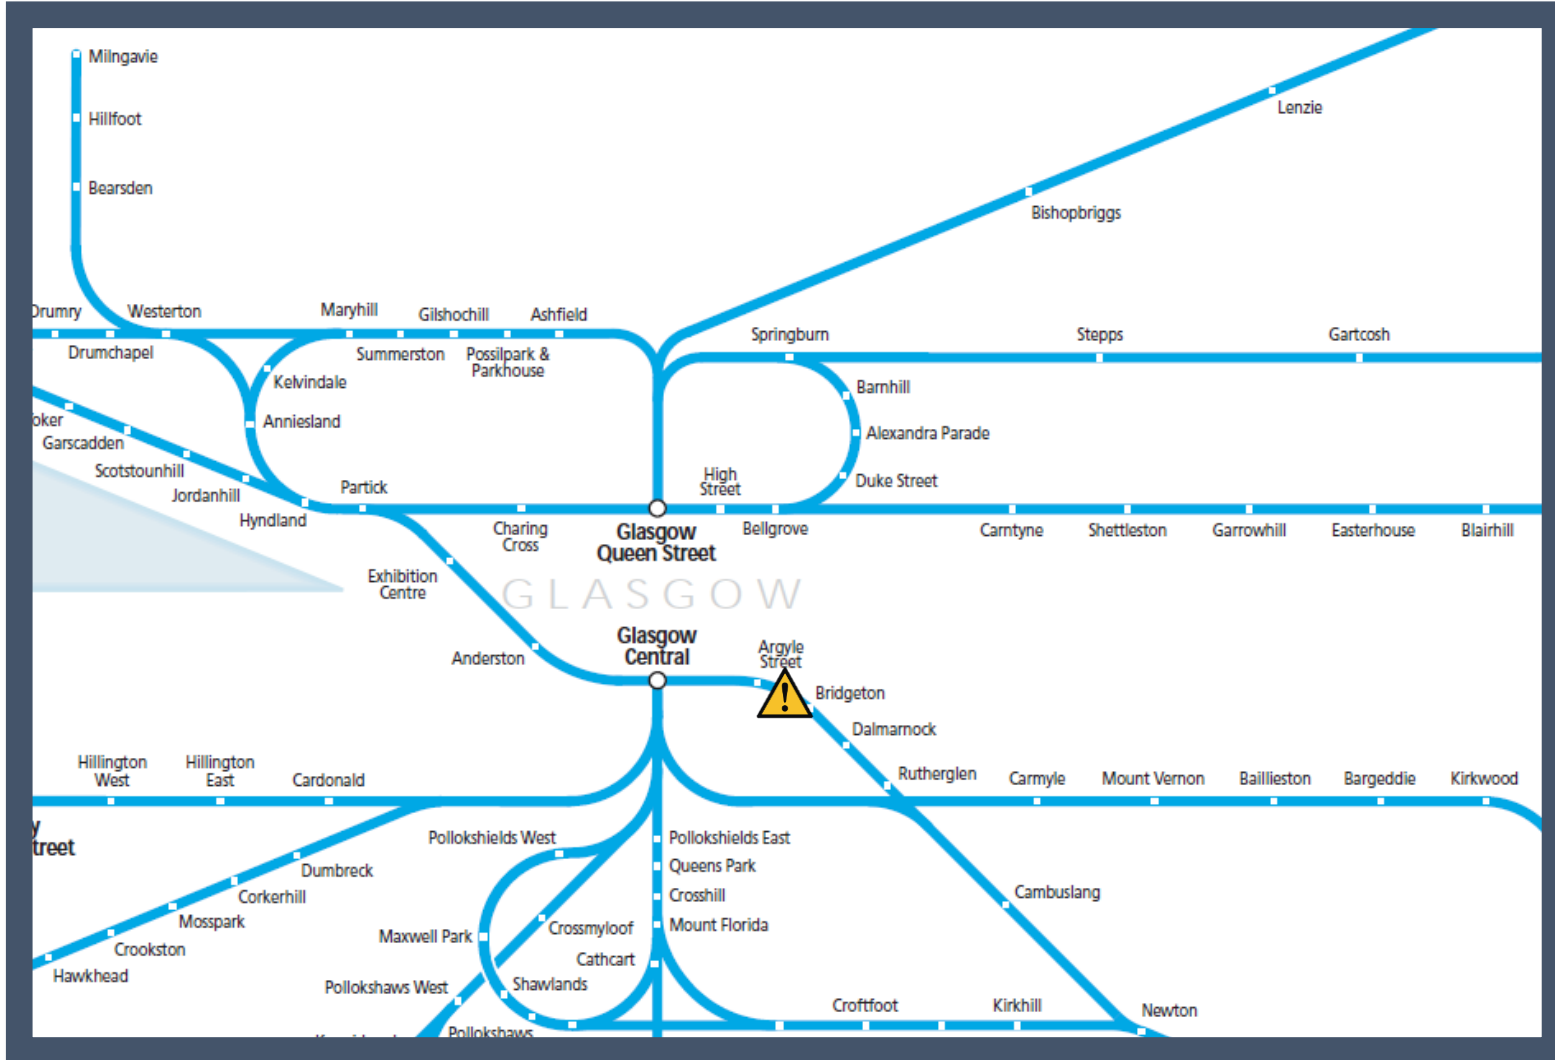 Milngavie
Hillfoot
Bearsden
Lenzie
Bishopbriggs
Drumry
Westerton
Maryhill
Gilshochill
Ashfield
Drumchapel
Summerston
Possilpark &
Parkhouse
Springburn
Stepps
Gartcosh
Kelvindale
Barnhill
Anniesland
Alexandra Parade
oker
Garscadden
Scotstounhill
Jordanhill
Hyndland
Partick
High
Street
Duke Street
Charing
Cross
Glasgow
Queen Street
Bellgrove
Carntyne
Shettleston
Garrowhill
Easterhouse
Blairhill
Exhibition
Centre
GLASGOW
Anderston
Glasgow
Central
Argyle
Street
!
Bridgeton
Dalmarnock
Rutherglen
Carmyle
Mount Vernon
Baillieston
Bargeddie
Kirkwood
Hillington
West
Hillington
East
Cardonald
y
treet
Pollokshields West
Pollokshields East
Queens Park
Crosshill
Mount Florida
Dumbreck
Corkerhill
Mosspark
Crookston
Hawkhead
Maxwell Park
Crossmyloof
Cathcart
Cambuslang
Pollokshaws West
Shawlands
Croftfoot
Kirkhill
Newton
Pollokshaws